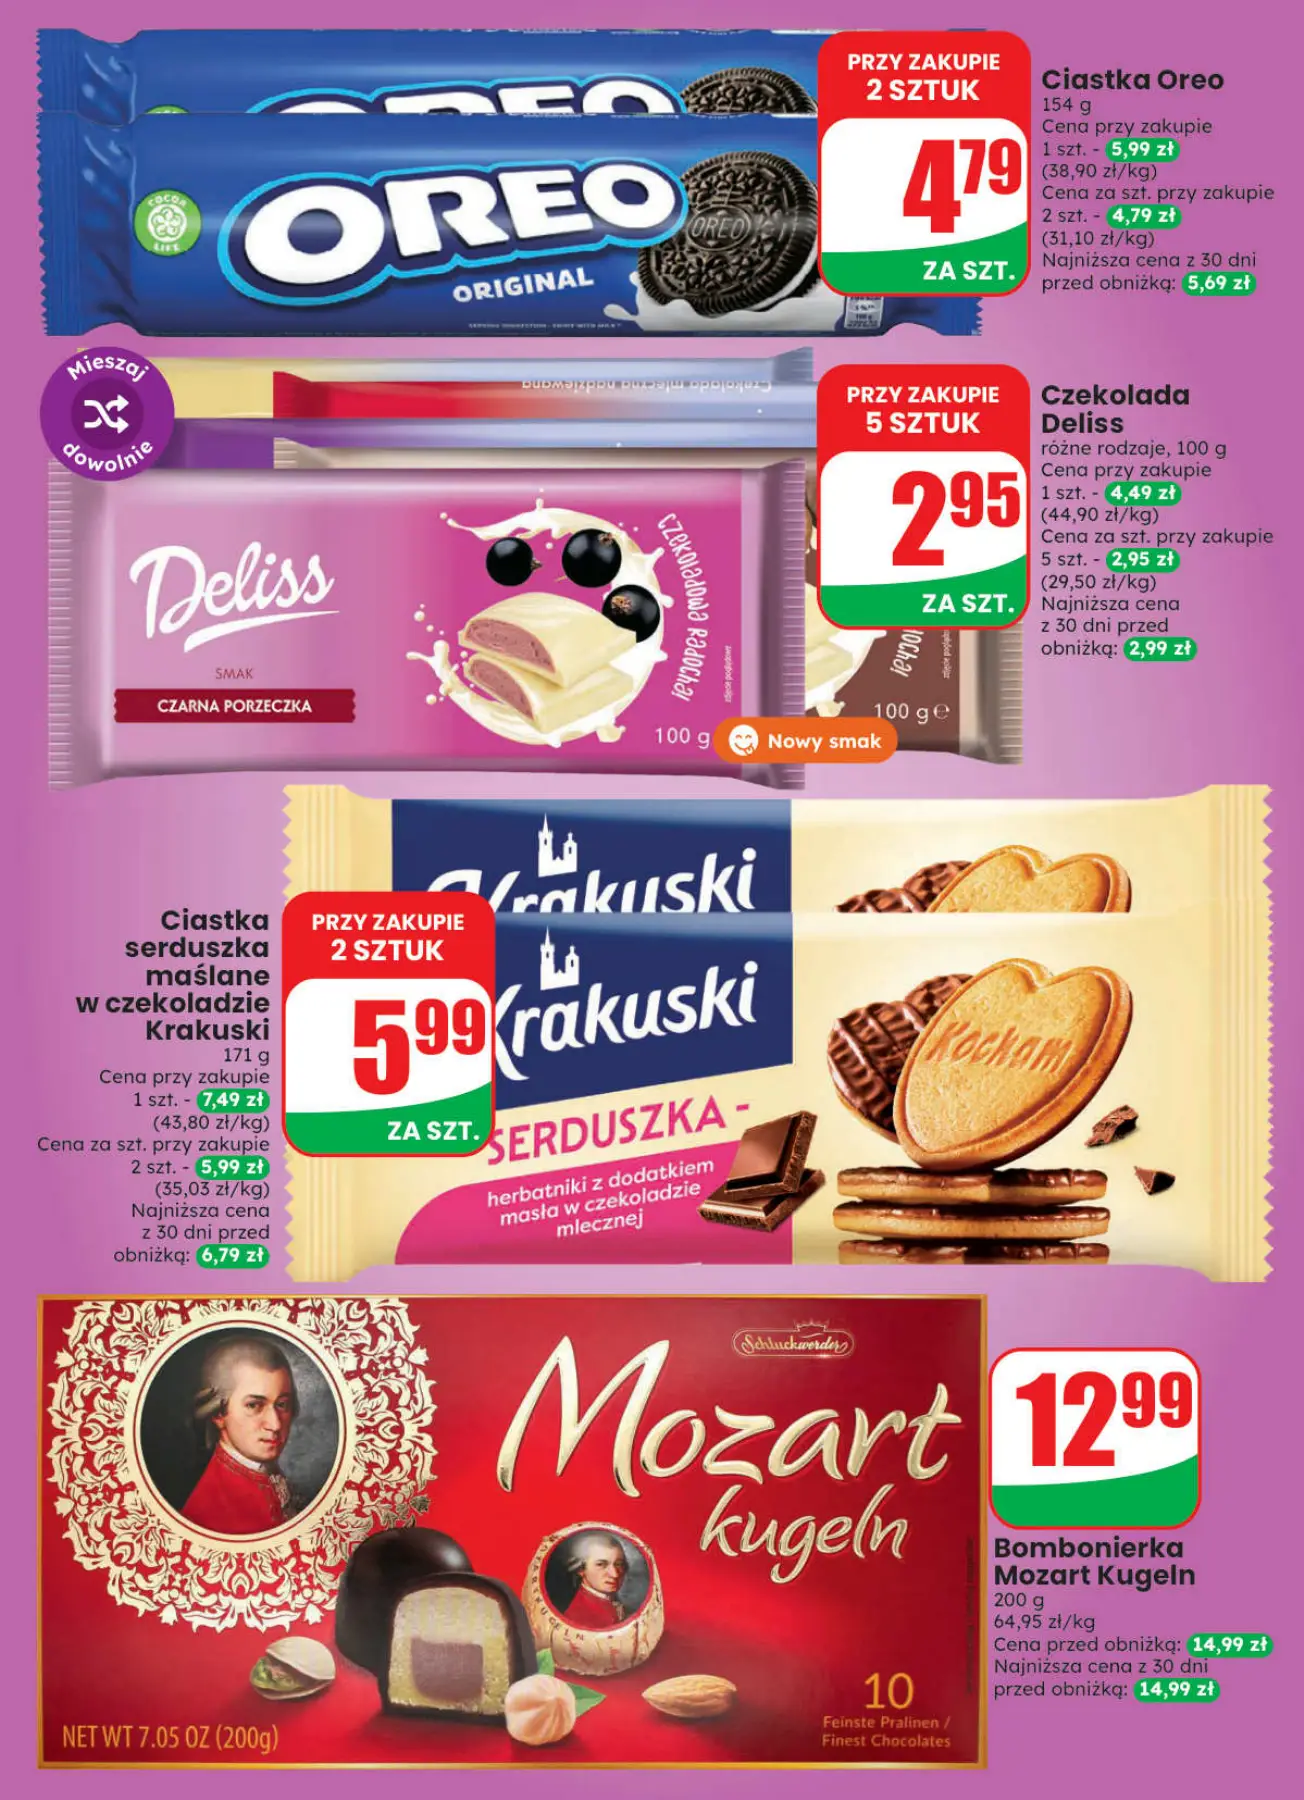 OREO
OREO
ORIGINAL
COCOA
LIFE
PRZY ZAKUPIE
2 SZTUK
4 79
ZA SZT.
Ciastka Oreo
154 g
Cena przy zakupie
1 szt. - 5,99 zł
(38,90 zł/kg)
Cena za szt. przy zakupie
2 szt. - 4,79 zł
(31,10 zł/kg)
Najniższa cena z 30 dni
przed obniżką: 5,69 zł
Mieszaj
dowolnie
Czekolada mleczna nadziewana
Deliss
SMAK
CZARNA PORZECZKA
czekoladowa radocha!
100 g
Nowy smak
100 g e
PRZY ZAKUPIE
5 SZTUK
2 95
ZA SZT.
Czekolada
Deliss
różne rodzaje, 100 g
Cena przy zakupie
1 szt. - 4,49 zł
(44,90 zł/kg)
Cena za szt. przy zakupie
5 szt. - 2,95 zł
(29,50 zł/kg)
Najniższa cena
z 30 dni przed
obniżką: 2,99 zł
Ciastka
serduszka
maślane
w czekoladzie
Krakuski
171 g
Cena przy zakupie
1 szt. - 7,49 zł
(43,80 zł/kg)
Cena za szt. przy zakupie
2 szt. - 5,99 zł
(35,03 zł/kg)
Najniższa cena
z 30 dni przed
obniżką: 6,79 zł
PRZY ZAKUPIE
2 SZTUK
5 99
ZA SZT.
Krakuski
Krakuski
Kocham
SERDUSZKA -
herbatniki z dodatkiem
masła w czekoladzie
mlecznej
Schluckwerder
Mozart
kugeln
10
Feinste Pralinen /
Finest Chocolates
NET WT 7.05 OZ (200g)
12 99
Bombonierka
Mozart Kugeln
200 g
64,95 zł/kg
Cena przed obniżką: 14,99 zł
Najniższa cena z 30 dni
przed obniżką: 14,99 zł